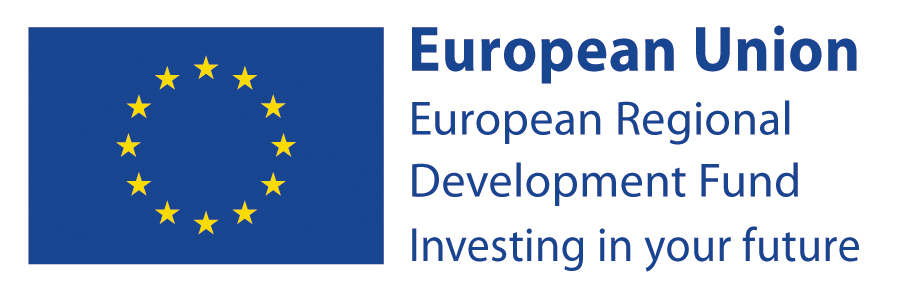 European Union
European Regional
Development Fund
Investing in your future